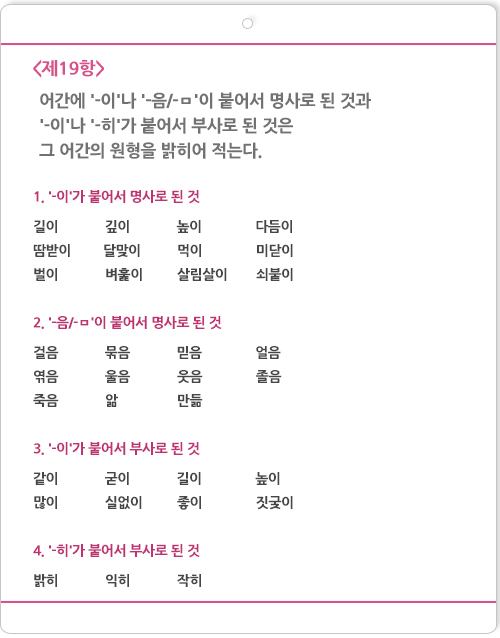 <제19항>
어간에 '-이'나 '-음/-ㅁ'이 붙어서 명사로 된 것과
'-이'나 '-히'가 붙어서 부사로 된 것은
그 어간의 원형을 밝히어 적는다.
1. '-이'가 붙어서 명사로 된 것
길이 깊이 높이 다듬이
땀받이 달맞이 먹이 미닫이
벌이 벼훑이 살림살이 쇠붙이
2. '-음/-ㅁ'이 붙어서 명사로 된 것
걸음 묶음 믿음 얼음
엮음 울음 웃음 졸음
죽음 앎 만듦
3. '-이'가 붙어서 부사로 된 것
같이 굳이 길이 높이
많이 실없이 좋이 짓궂이
4. '-히'가 붙어서 부사로 된 것
밝히 익히 작히